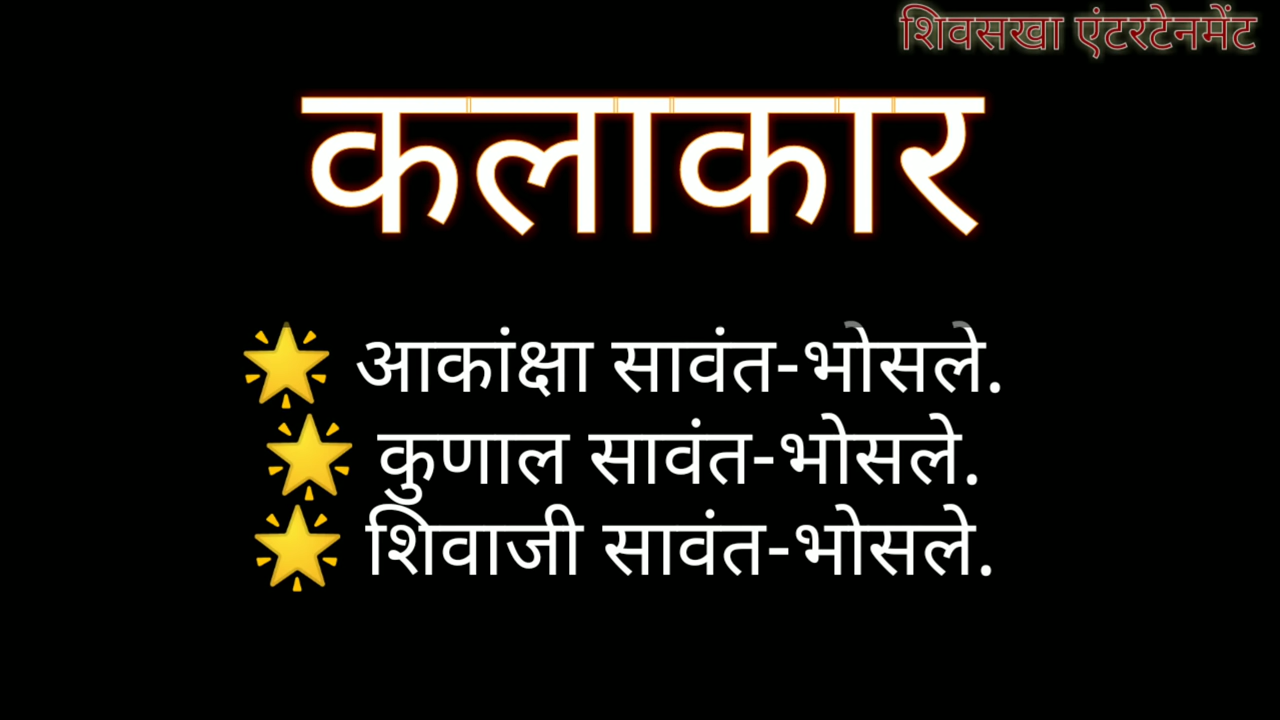 शिवसखा एंटरटेनमेंट
कलाकार
🌟 आकांक्षा सावंत-भोसले.
🌟 कुणाल सावंत-भोसले.
🌟 शिवाजी सावंत-भोसले.